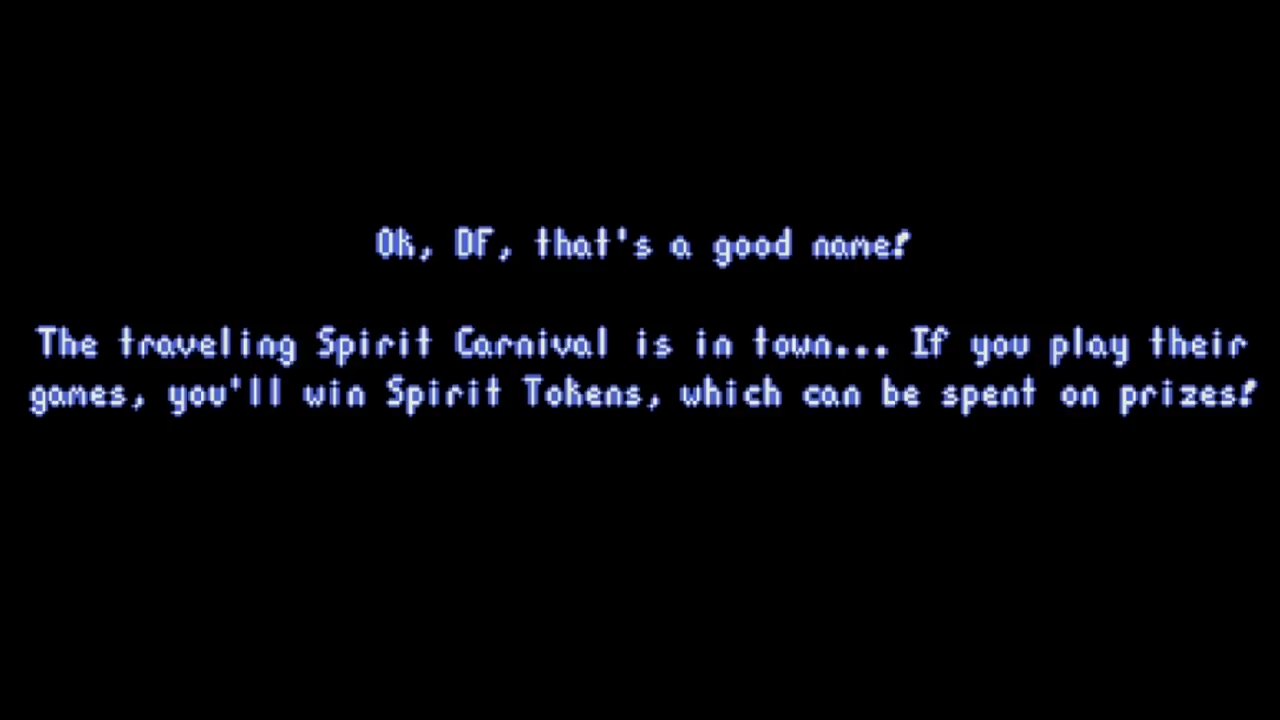 Ok, DF, that's a good name!
The traveling Spirit Carnival is in town... If you play their
games, you'll win Spirit Tokens, which can be spent on prizes!